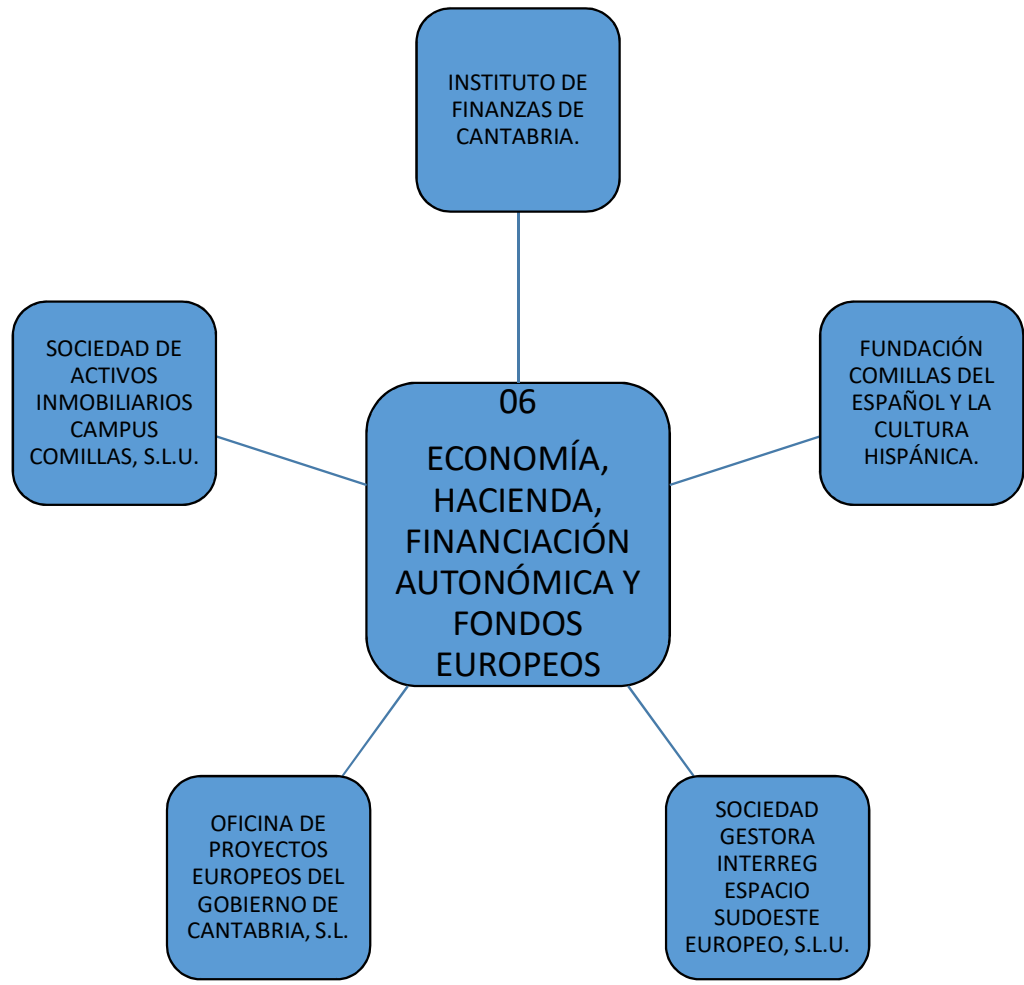 INSTITUTO DE
FINANZAS DE
CANTABRIA.
SOCIEDAD DE
ACTIVOS
INMOBILIARIOS
CAMPUS
COMILLAS, S.L.U.
FUNDACIÓN
COMILLAS DEL
ESPAÑOL Y LA
CULTURA
HISPÁNICA.
06
ECONOMÍA,
HACIENDA,
FINANCIACIÓN
AUTONÓMICA Y
FONDOS
EUROPEOS
OFICINA DE
PROYECTOS
EUROPEOS DEL
GOBIERNO DE
CANTABRIA, S.L.
SOCIEDAD
GESTORA
INTERREG
ESPACIO
SUDOESTE
EUROPEO, S.L.U.